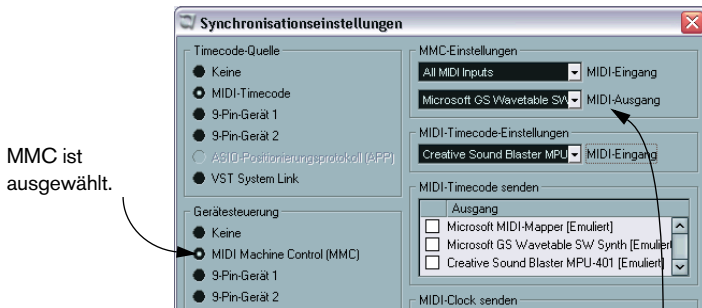 Synchronisationseinstellungen
Timecode-Quelle
Keine
MIDI-Timecode
9-Pin-Gerät 1
9-Pin-Gerät 2
ASIO-Positionierungsprotokoll (APP)
VST System Link
MMC ist
ausgewählt.
Gerätesteuerung
Keine
MIDI Machine Control (MMC)
9-Pin-Gerät 1
9-Pin-Gerät 2
MMC-Einstellungen
All MIDI Inputs MIDI-Eingang
Microsoft GS Wavetable SW MIDI-Ausgang
MIDI-Timecode-Einstellungen
Creative Sound Blaster MPU MIDI-Eingang
MIDI-Timecode senden
Ausgang
Microsoft MIDI-Mapper [Emuliert]
Microsoft GS Wavetable SW Synth [Emuliert
Creative Sound Blaster MPU-401 [Emuliert]
MIDI-Clock senden